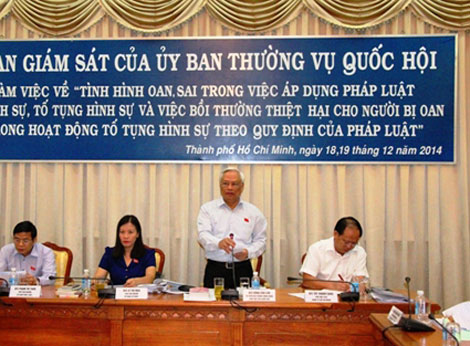 ÀN GIÁM SÁT CỦA ỦY BAN THƯỜNG VỤ QUỐC HỘI
ÀM VIỆC VỀ “TÌNH HÌNH OAN, SAI TRONG VIỆC ÁP DỤNG PHÁP LUẬT
H SỰ, TỐ TỤNG HÌNH SỰ VÀ VIỆC BỒI THƯỜNG THIỆT HẠI CHO NGƯỜI BỊ OAN
RONG HOẠT ĐỘNG TỐ TỤNG HÌNH SỰ THEO QUY ĐỊNH CỦA PHÁP LUẬT”
Thành phố Hồ Chí Minh, ngày 18,19 tháng 12 năm 2014